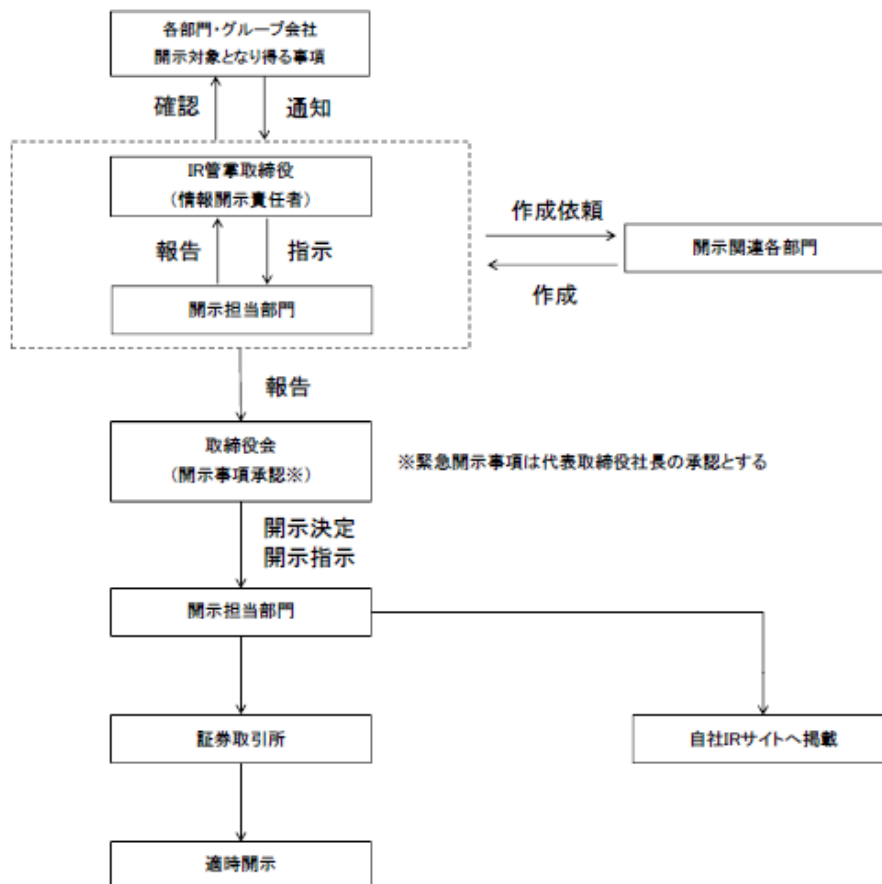 各部門・グループ会社
開示対象となり得る事項
確認
通知
IR管掌取締役
(情報開示責任者)
報告
指示
開示担当部門
作成依頼
開示関連各部門
作成
報告
取締役会
(開示事項承認※)
※緊急開示事項は代表取締役社長の承認とする
開示決定
開示指示
開示担当部門
証券取引所
自社IRサイトへ掲載
適時開示